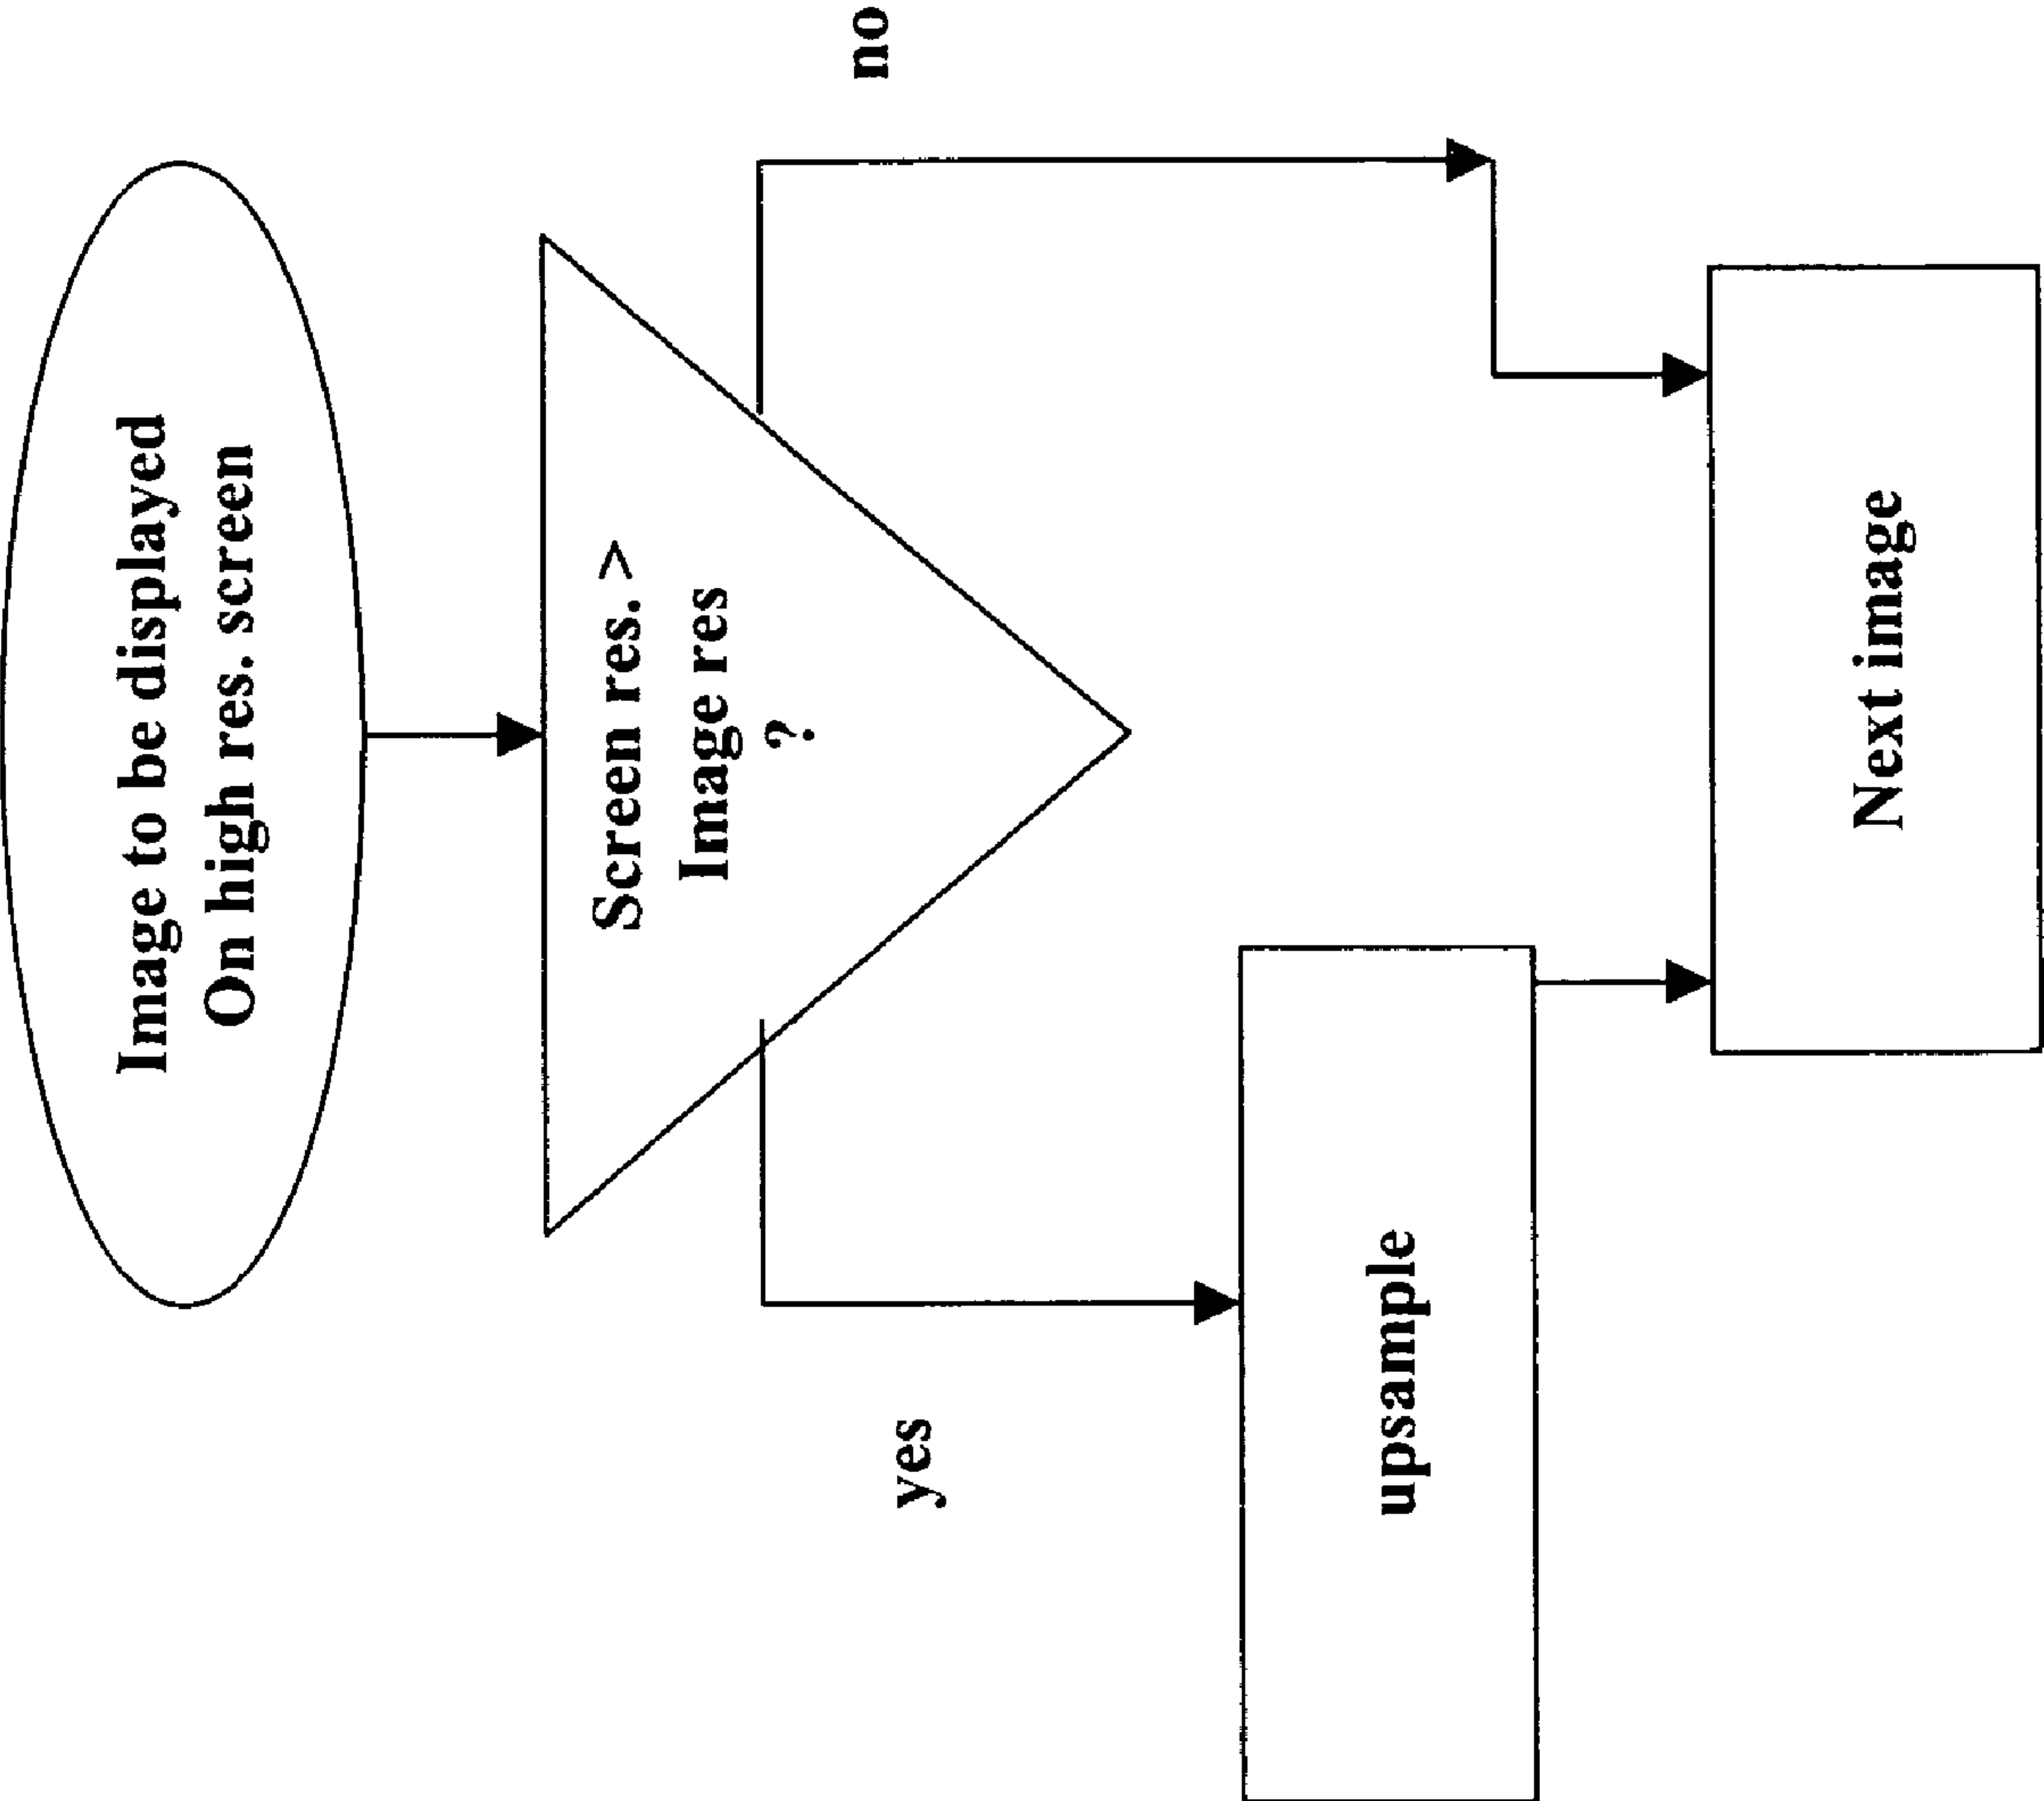 Image to be displayed
On high res. screen
Screen res. >
Image res
?
yes
no
upsample
Next image